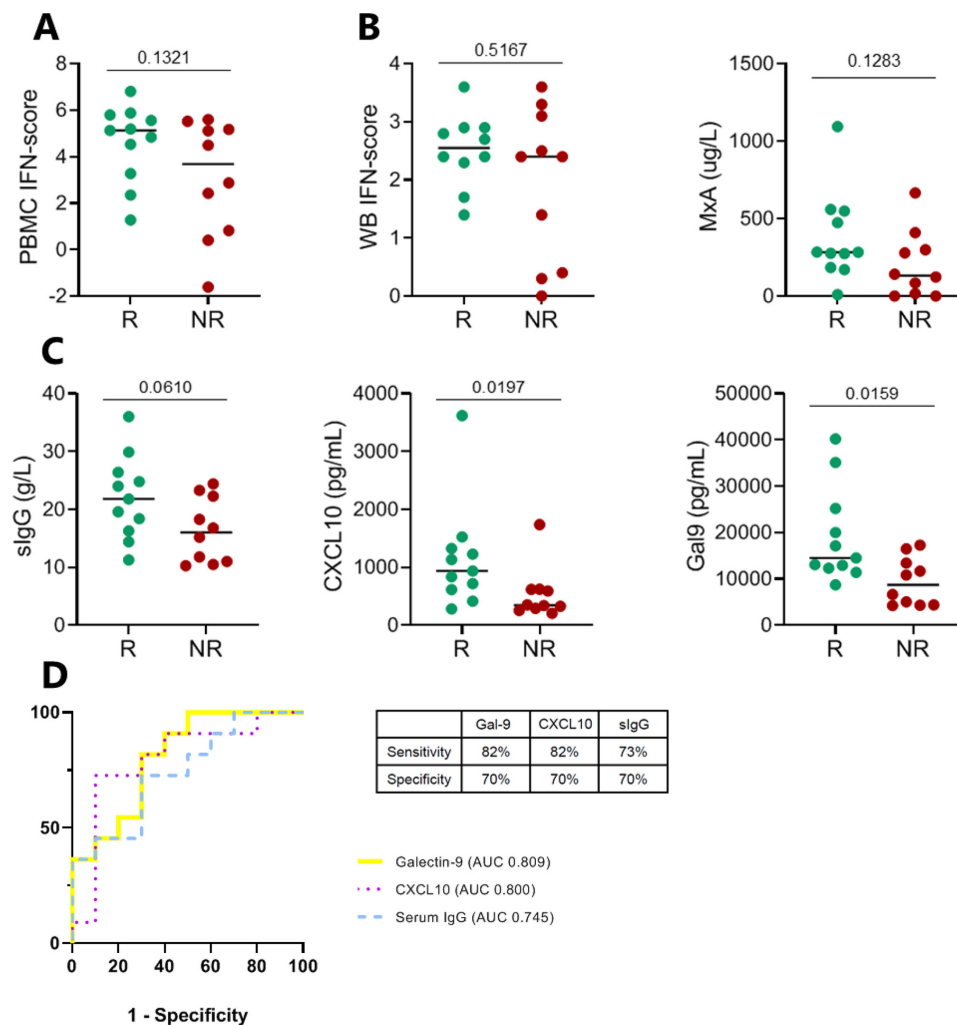 A
0.1321
PBMC IFN-score
8
6
4
2
0
-2
R NR
B
0.5167
WB IFN-score
4
3
2
1
0
R NR
0.1283
MxA (ug/L)
1500
1000
500
0
R NR
C
0.0610
sIgG (g/L)
40
30
20
10
0
R NR
0.0197
CXCL10 (pg/mL)
4000
3000
2000
1000
0
R NR
0.0159
Gal9 (pg/mL)
50000
40000
30000
20000
10000
0
R NR
D
100
50
0
0 20 40 60 80 100
1 - Specificity
Gal-9 CXCL10 sIgG
Sensitivity 82% 82% 73%
Specificity 70% 70% 70%
Galectin-9 (AUC 0.809)
CXCL10 (AUC 0.800)
Serum IgG (AUC 0.745)